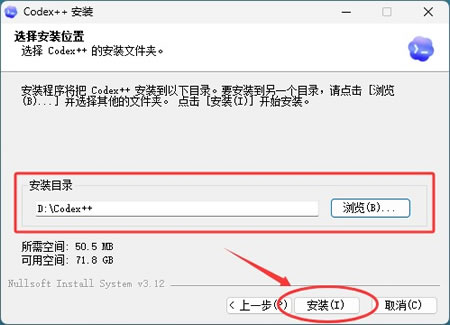 Codex++ 安装
选择安装位置
选择 Codex++ 的安装文件夹。
安装程序将把 Codex++ 安装到以下目录。要安装到另一个目录，请点击 [浏览
(B)...] 并选择其他的文件夹。 点击 [安装(I)] 开始安装。
安装目录
D:\Codex++
浏览(B)...
所需空间: 50.5 MB
可用空间: 71.8 GB
Nullsoft Install System v3.12
< 上一步(P)
安装(I)
取消(C)